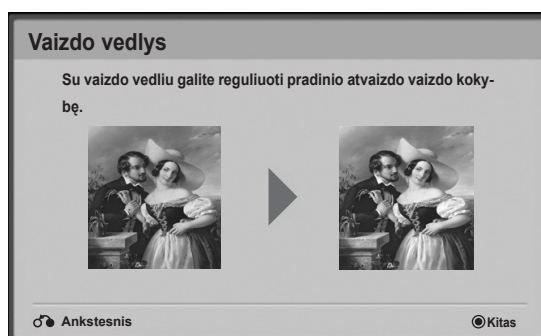 Vaizdo vedlys
Su vaizdo vedliu galite reguliuoti pradinio atvaizdo vaizdo koky-
bę.
Ankstesnis
Kitas